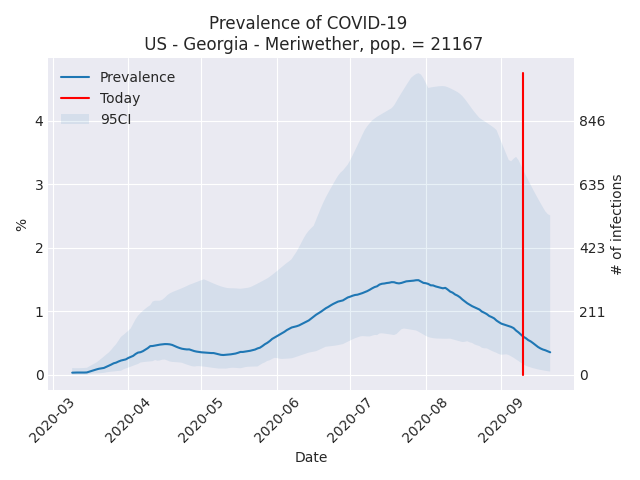 Prevalence of COVID-19
US - Georgia - Meriwether, pop. = 21167
Prevalence
Today
95CI
4
3
2
1
0
%
846
635
423
211
0
# of infections
2020-03
2020-04
2020-05
2020-06
2020-07
2020-08
2020-09
Date